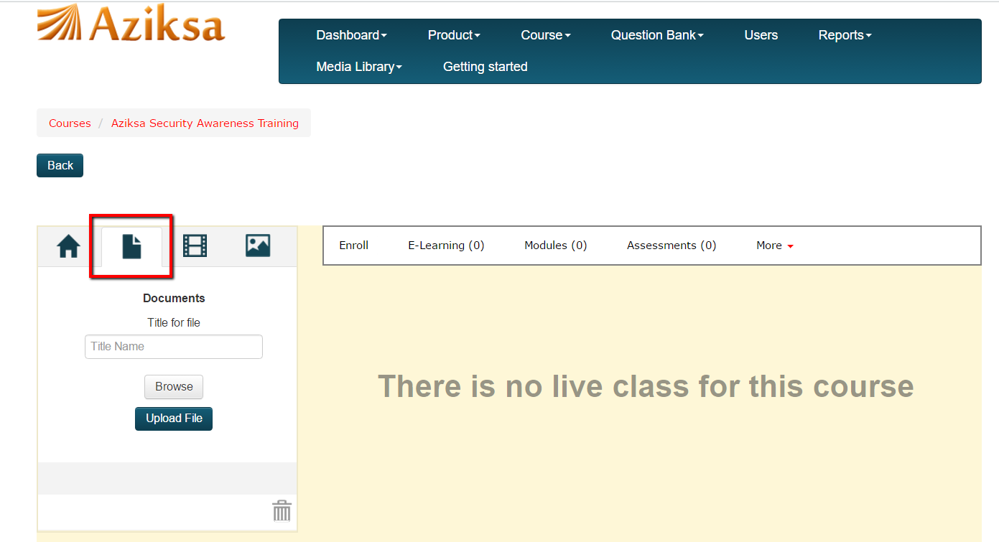 Aziksa
Dashboard Product Course Question Bank Users Reports
Media Library Getting started
Courses / Aziksa Security Awareness Training
Back
Enroll E-Learning (0) Modules (0) Assessments (0) More
Documents
Title for file
Title Name
Browse
Upload File
There is no live class for this course